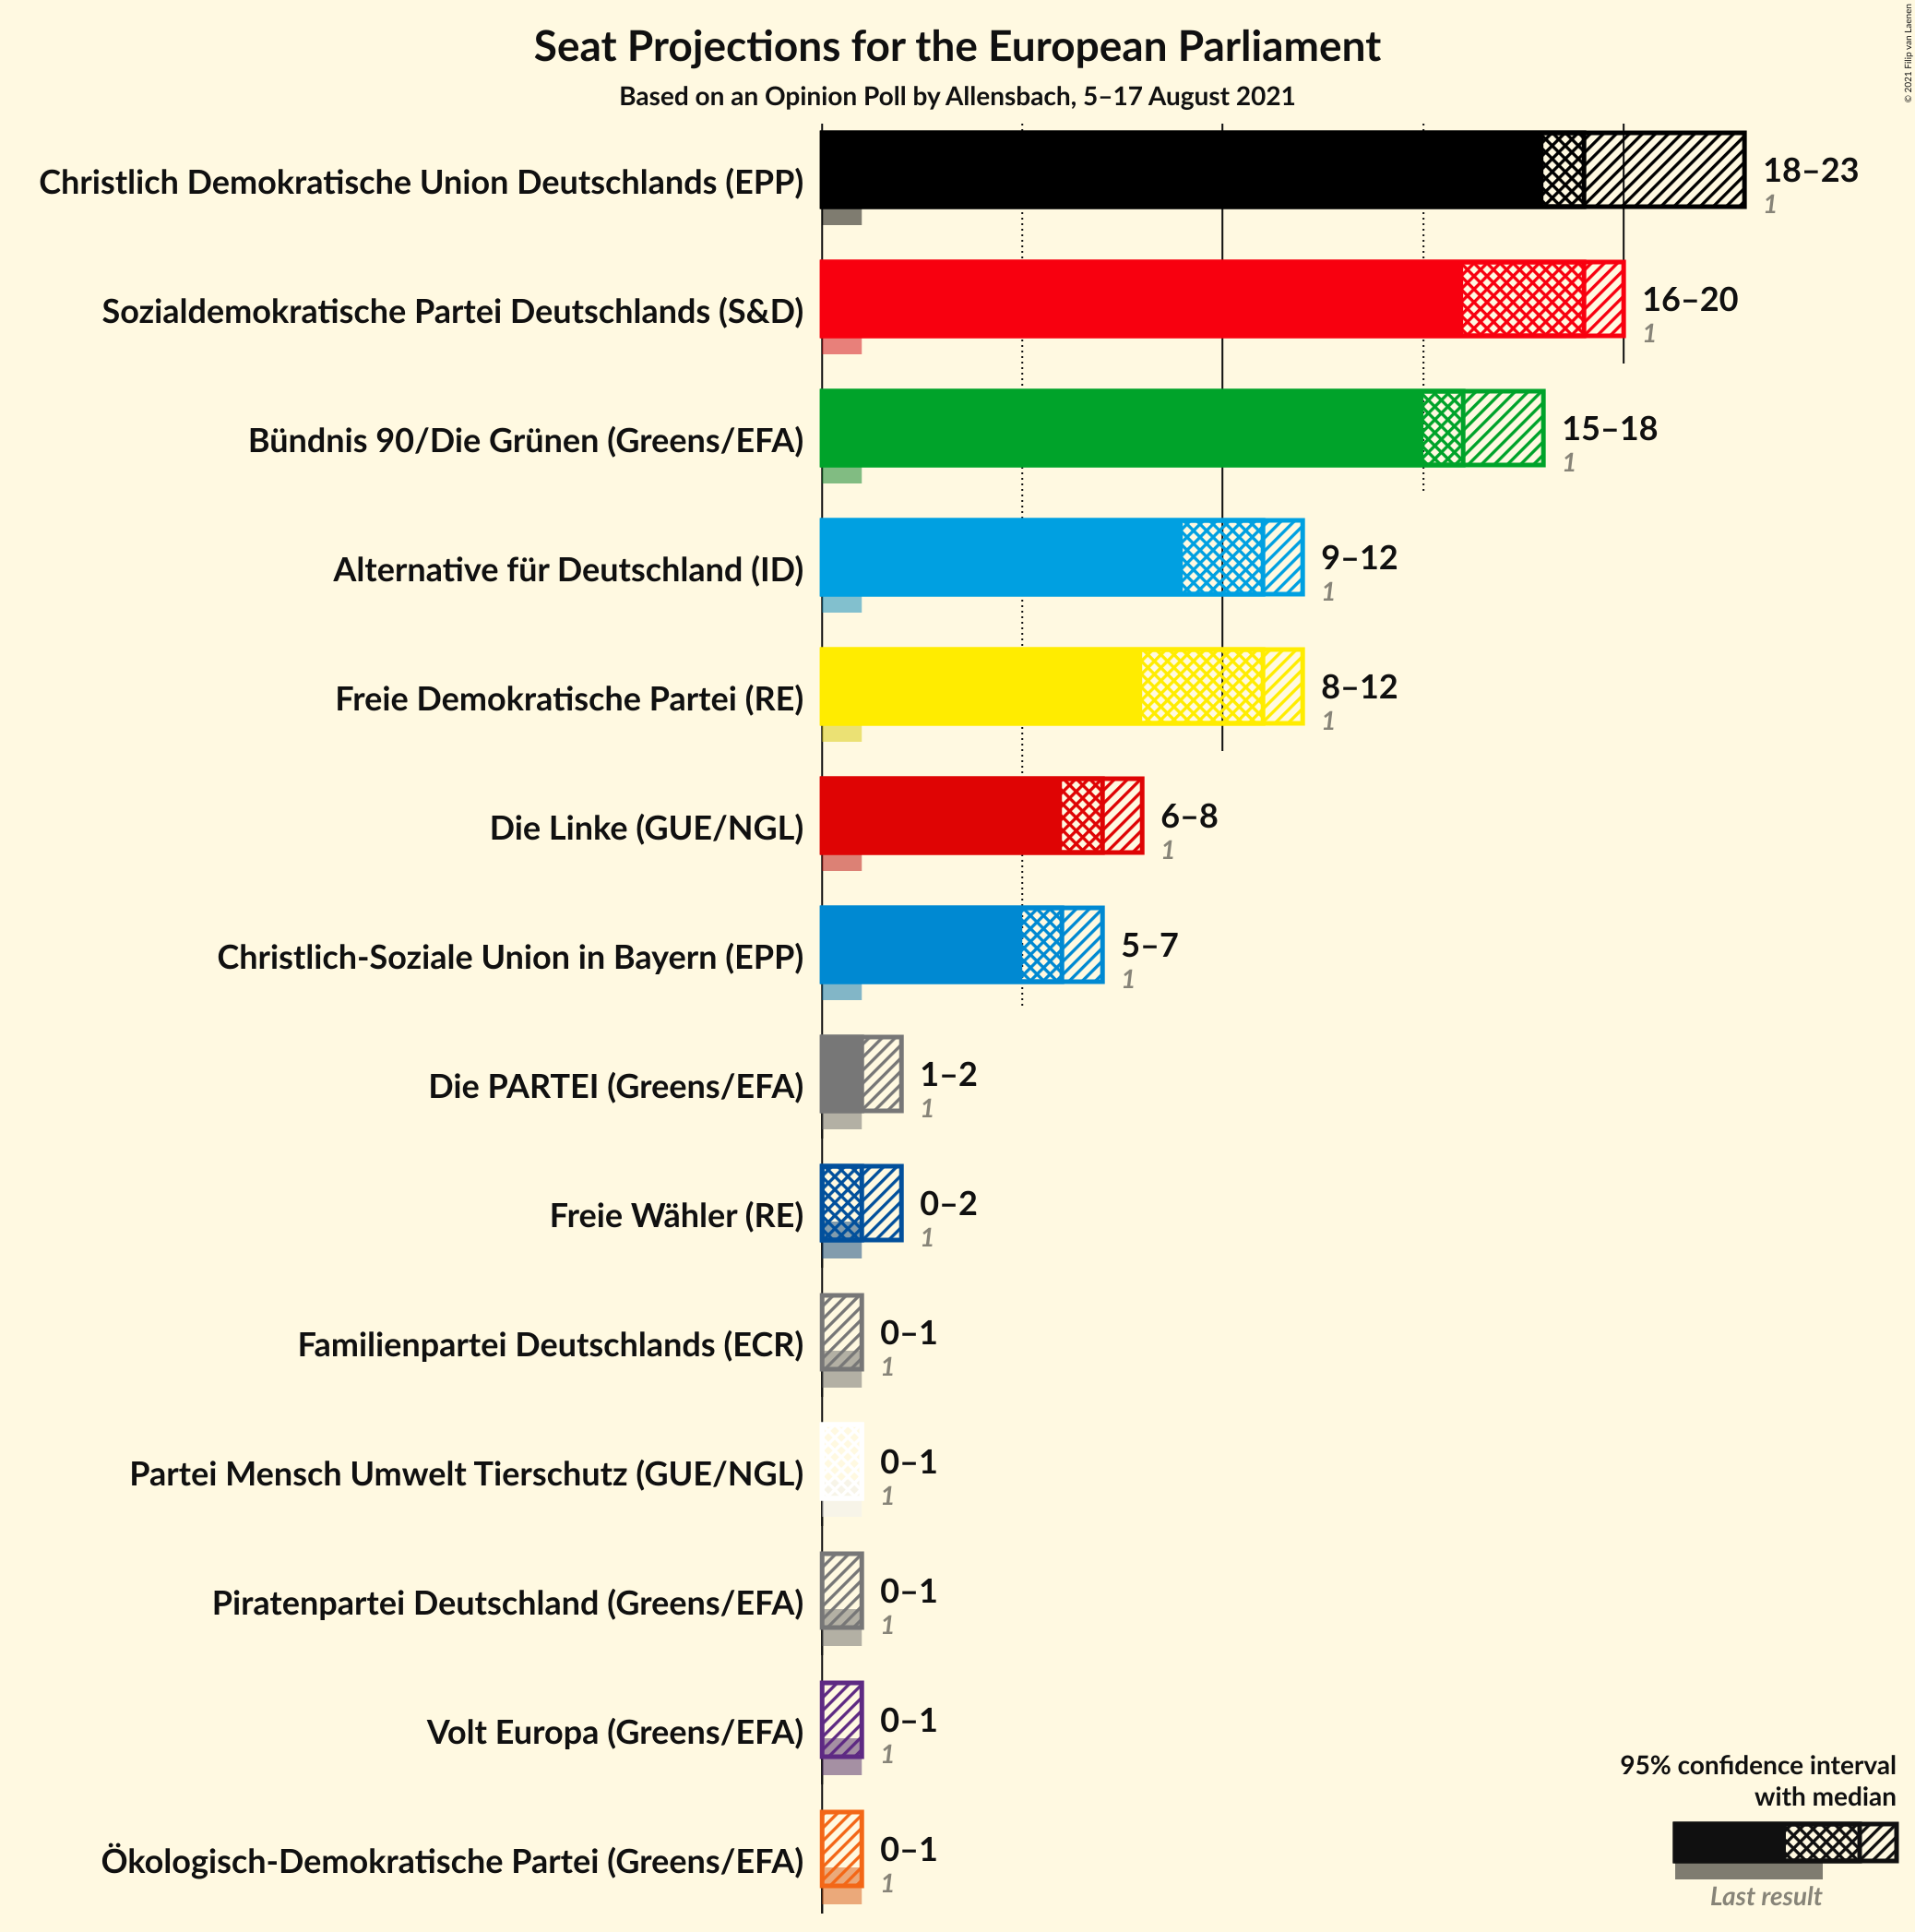 Seat Projections for the European Parliament
Based on an Opinion Poll by Allensbach, 5–17 August 2021
© 2021 Filip van Laenen
Christlich Demokratische Union Deutschlands (EPP)
18–23
1
Sozialdemokratische Partei Deutschlands (S&D)
16–20
1
Bündnis 90/Die Grünen (Greens/EFA)
15–18
1
Alternative für Deutschland (ID)
9–12
1
Freie Demokratische Partei (RE)
8–12
1
Die Linke (GUE/NGL)
6–8
1
Christlich-Soziale Union in Bayern (EPP)
5–7
1
Die PARTEI (Greens/EFA)
1–2
1
Freie Wähler (RE)
0–2
1
Familienpartei Deutschlands (ECR)
0–1
1
Partei Mensch Umwelt Tierschutz (GUE/NGL)
0–1
1
Piratenpartei Deutschland (Greens/EFA)
0–1
1
Volt Europa (Greens/EFA)
0–1
1
Ökologisch-Demokratische Partei (Greens/EFA)
0–1
1
95% confidence interval
with median
Last result